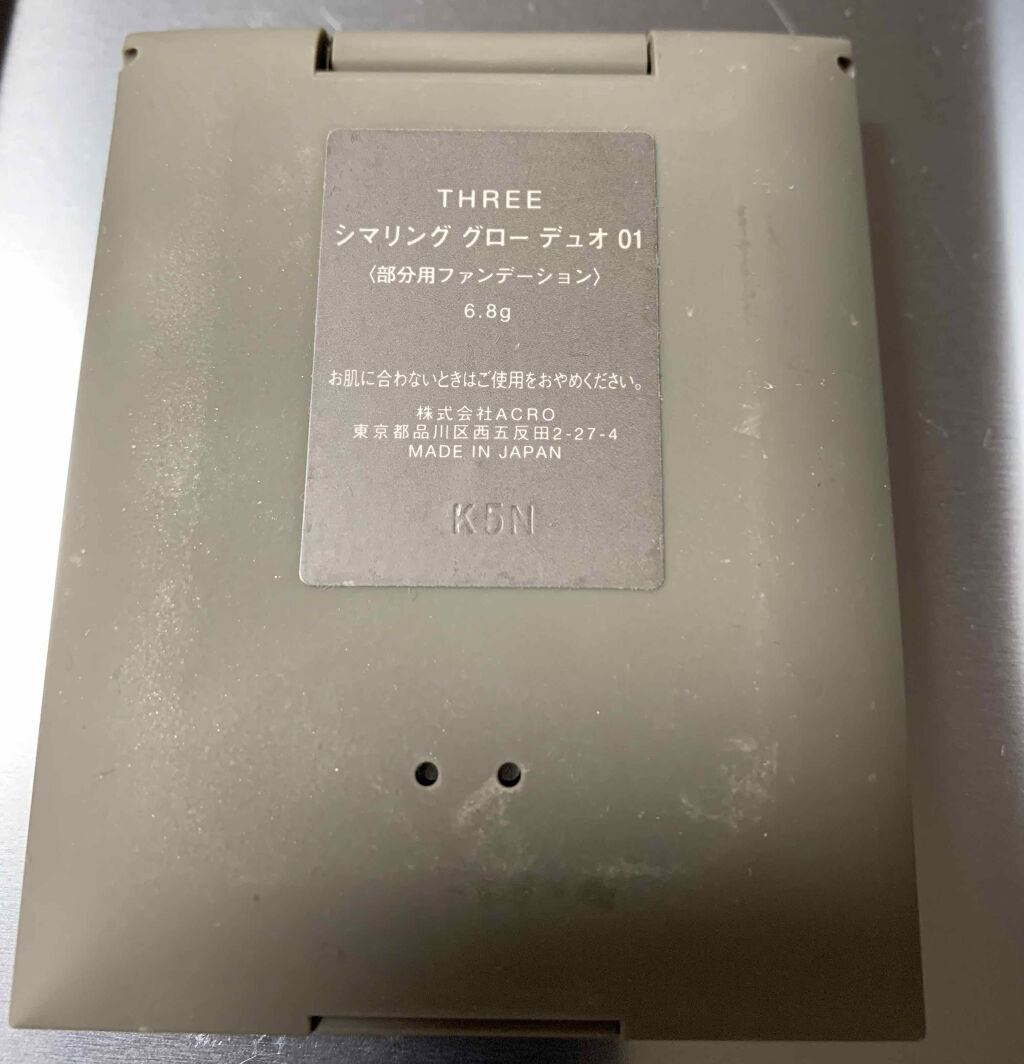 THREE
シマリング グロー デュオ 01
〈部分用ファンデーション〉
6.8g
お肌に合わないときはご使用をおやめください。
株式会社ACRO
東京都品川区西五反田2-27-4
MADE IN JAPAN
K5N